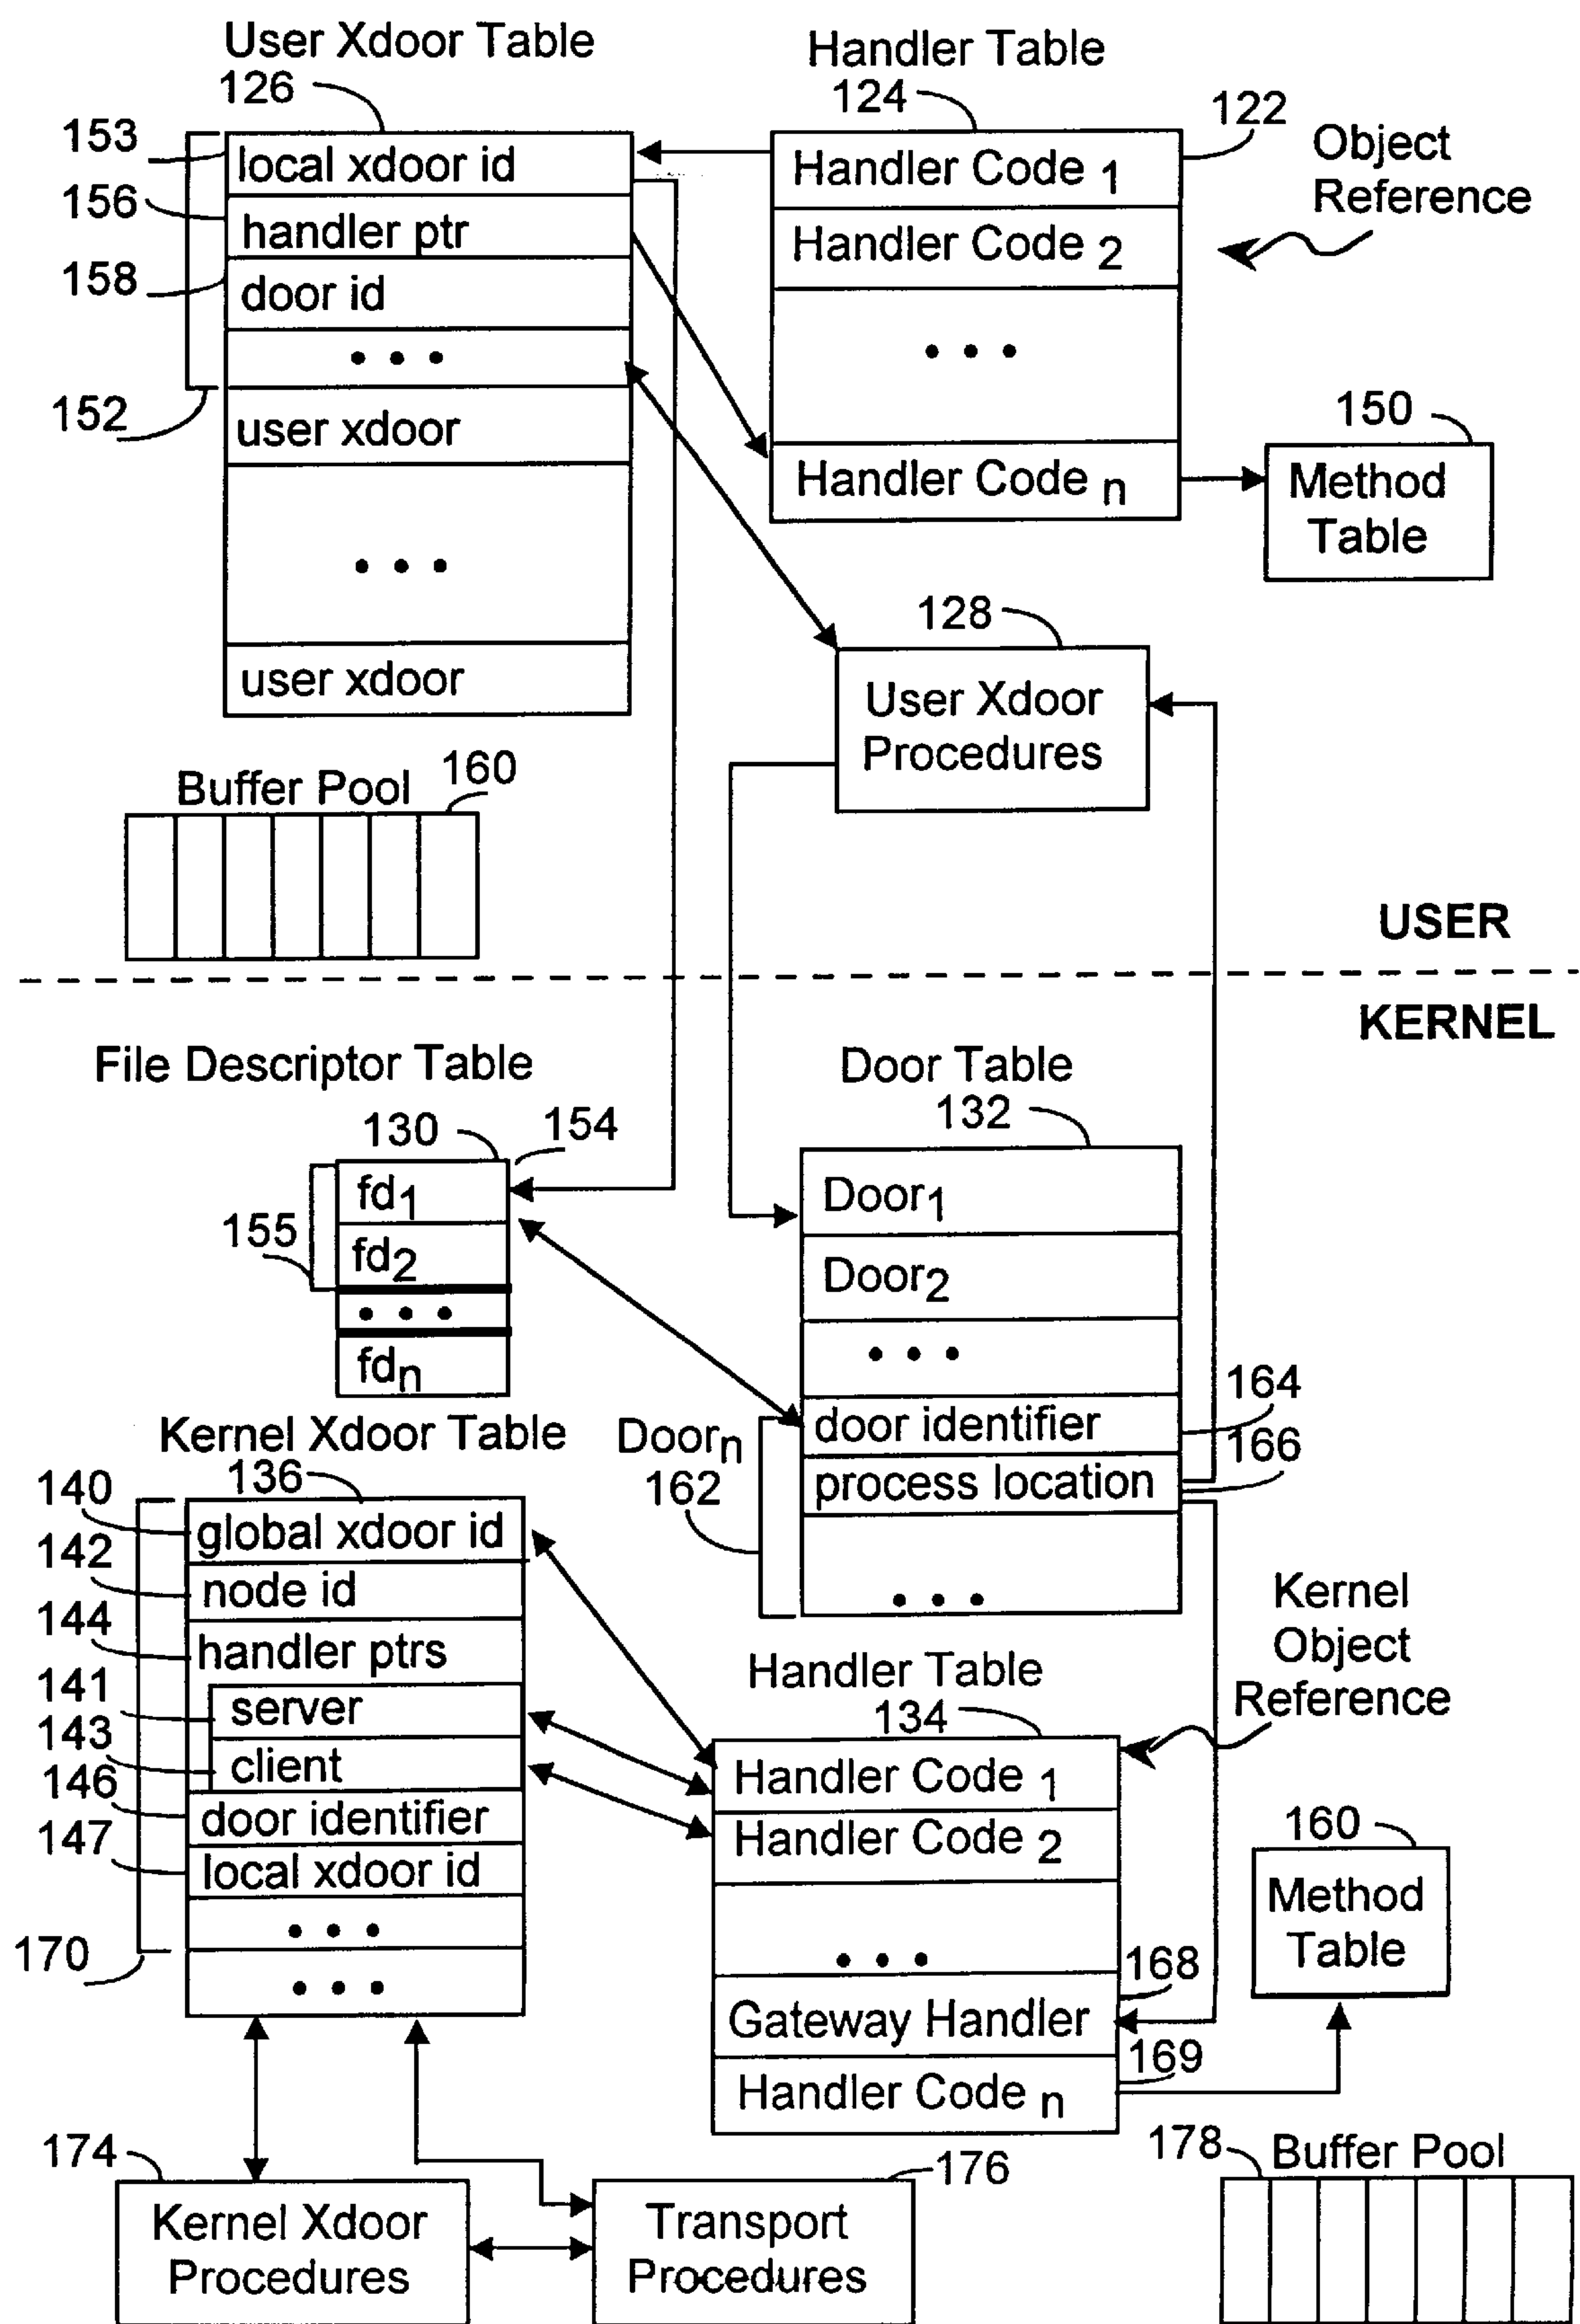 User Xdoor Table
126
153
local xdoor id
156
handler ptr
158
door id
• • •
152
user xdoor
• • •
user xdoor
Handler Table
124
122
Handler Code 1
Handler Code 2
• • •
Handler Code n
Object
Reference
150
Method
Table
128
User Xdoor
Procedures
Buffer Pool
160
USER
KERNEL
File Descriptor Table
130
154
155
fd1
fd2
• • •
fdn
Door Table
132
Door1
Door2
• • •
Doorn
162
door identifier
164
process location
166
• • •
Kernel Xdoor Table
136
140
global xdoor id
142
node id
144
handler ptrs
141
server
143
client
146
door identifier
147
local xdoor id
• • •
170
• • •
Kernel
Object
Reference
Handler Table
134
Handler Code 1
Handler Code 2
• • •
168
Gateway Handler
169
Handler Code n
160
Method
Table
174
Kernel Xdoor
Procedures
176
Transport
Procedures
178
Buffer Pool